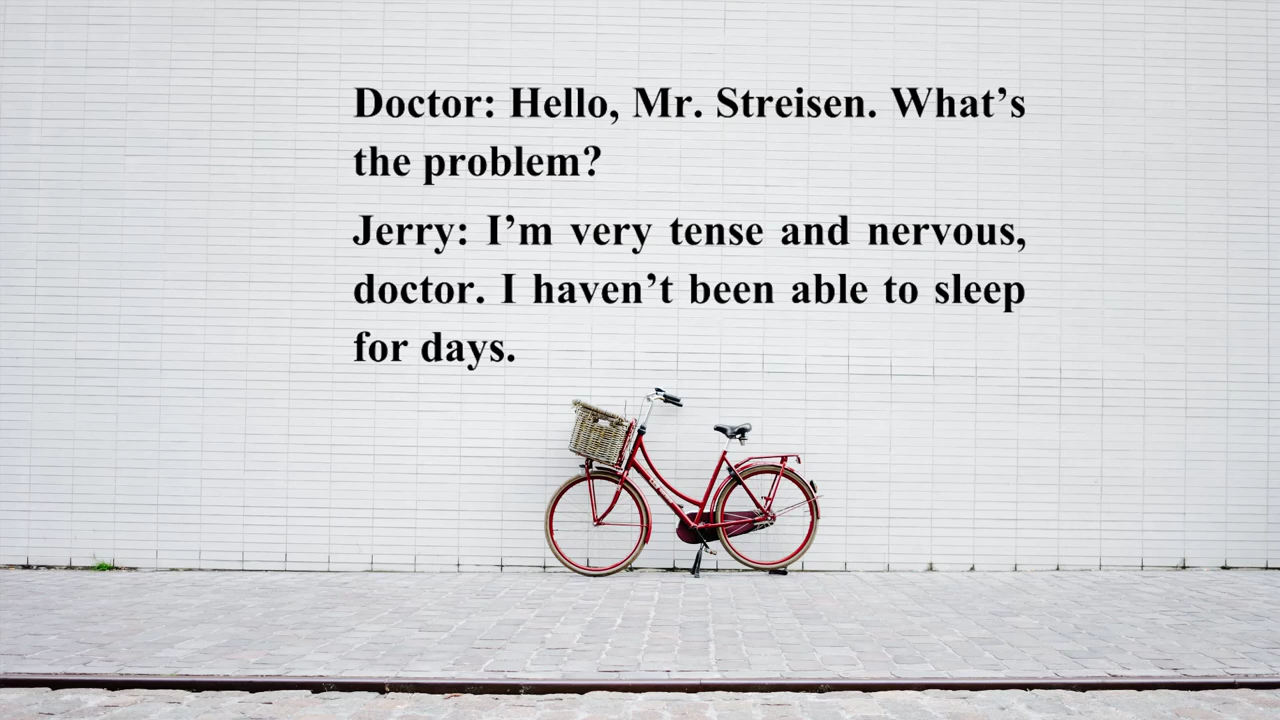 Doctor: Hello, Mr. Streisen. What’s
the problem?
Jerry: I’m very tense and nervous,
doctor. I haven’t been able to sleep
for days.